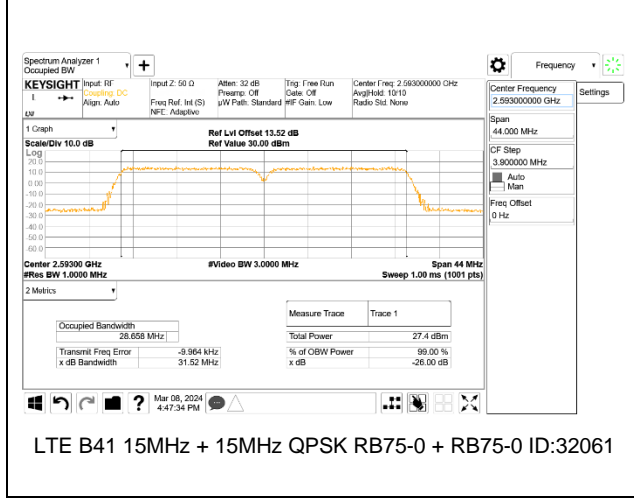 Spectrum Analyzer 1
Occupied BW
+
Frequency
KEYSIGHT
Input: RF
Coupling: DC
Align: Auto
Input Z: 50 Ω
Freq Ref: Int (S)
NFE: Adaptive
Atten: 32 dB
Preamp: Off
µW Path: Standard
Trig: Free Run
Gate: Off
#IF Gain: Low
Center Freq: 2.593000000 GHz
Avg|Hold: 10/10
Radio Std: None
Center Frequency
2.593000000 GHz
Settings
Span
44.000 MHz
CF Step
3.900000 MHz
Auto
Man
Freq Offset
0 Hz
1 Graph
Scale/Div 10.0 dB
Ref Lvl Offset 13.52 dB
Ref Value 30.00 dBm
Log
20.0
10.0
0.00
-10.0
-20.0
-30.0
-40.0
-50.0
-60.0
Center 2.59300 GHz
#Res BW 1.0000 MHz
#Video BW 3.0000 MHz
Span 44 MHz
Sweep 1.00 ms (1001 pts)
2 Metrics
Measure Trace
Trace 1
Occupied Bandwidth
28.658 MHz
Total Power
27.4 dBm
Transmit Freq Error
-9.964 kHz
% of OBW Power
99.00 %
x dB Bandwidth
31.52 MHz
x dB
-26.00 dB
?
Mar 08, 2024
4:47:34 PM
LTE B41 15MHz + 15MHz QPSK RB75-0 + RB75-0 ID:32061